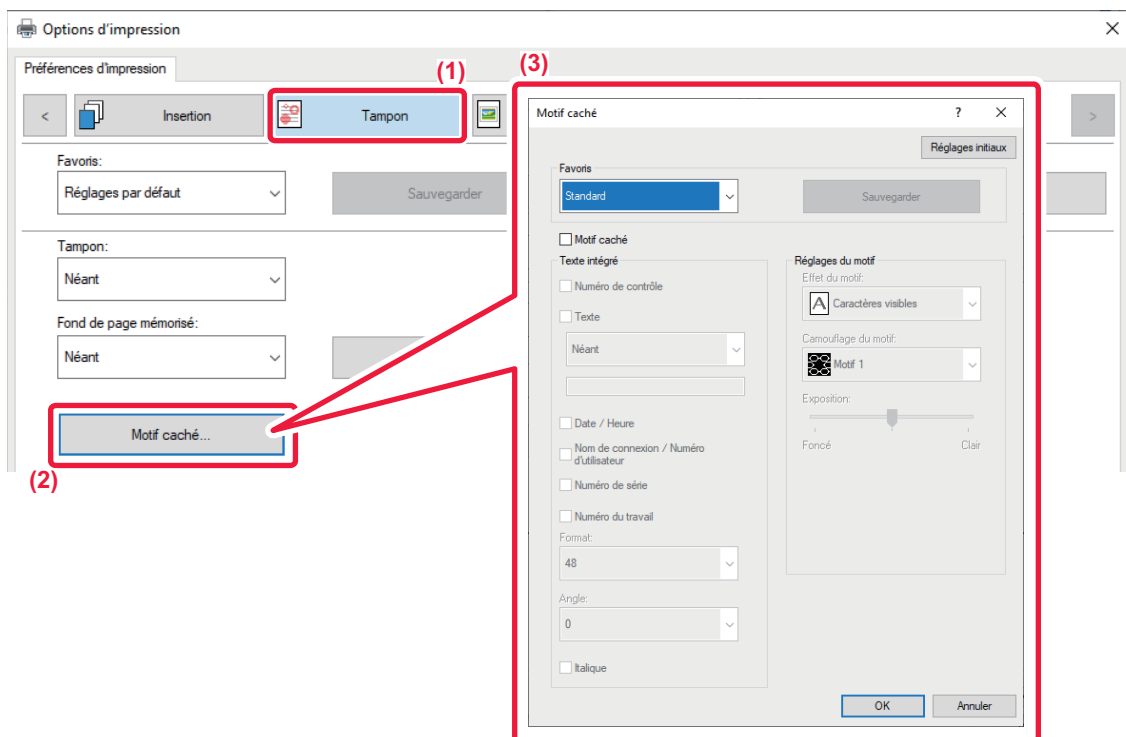 Options d'impression
Préférences d'impression
(1)
(3)
<
Insertion
Tampon
>
Favoris:
Réglages par défaut
Sauvegarder
Tampon:
Néant
Fond de page mémorisé:
Néant
Motif caché...
(2)
Motif caché
?
Réglages initiaux
Favoris
Standard
Sauvegarder
Motif caché
Texte intégré
Numéro de contrôle
Texte
Néant
Date / Heure
Nom de connexion / Numéro
d'utilisateur
Numéro de série
Numéro du travail
Format:
48
Angle:
0
Italique
Réglages du motif
Effet du motif:
A
Caractères visibles
Camouflage du motif:
Motif 1
Exposition:
Foncé
Clair
OK
Annuler